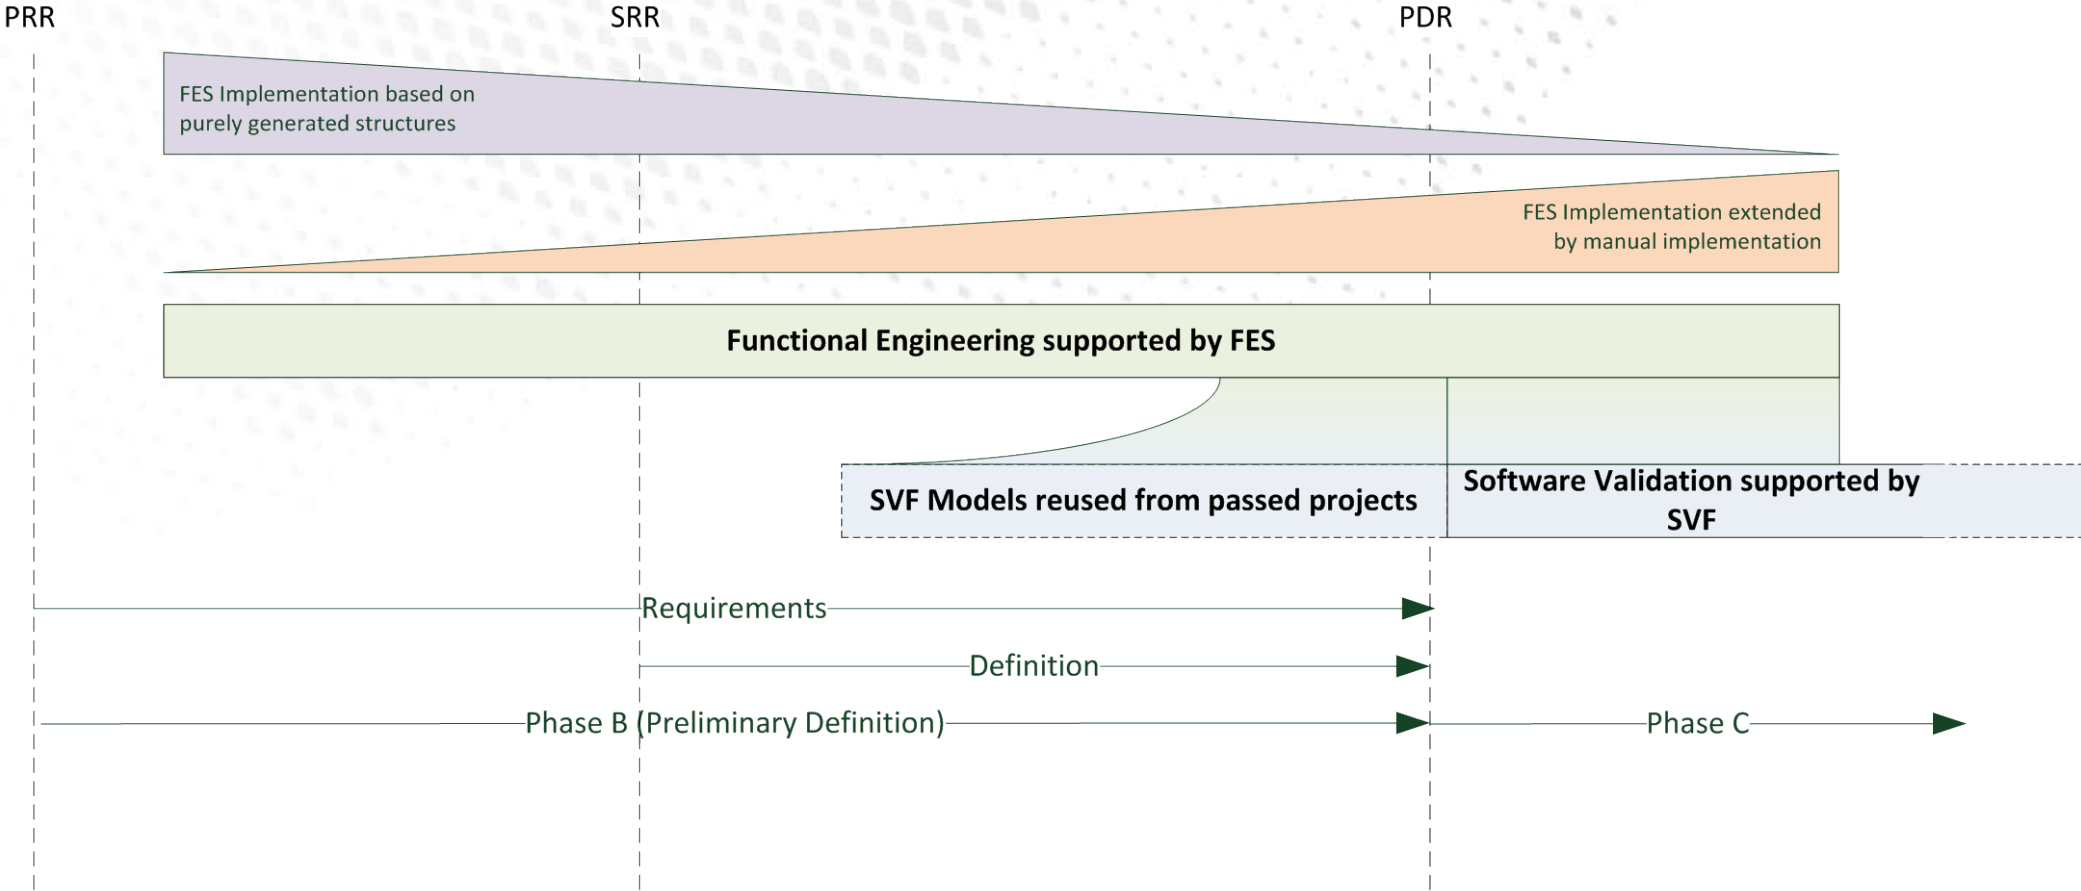 PRR
SRR
PDR
FES Implementation based on
purely generated structures
FES Implementation extended
by manual implementation
Functional Engineering supported by FES
SVF Models reused from passed projects
Software Validation supported by
SVF
Requirements
Definition
Phase B (Preliminary Definition)
Phase C